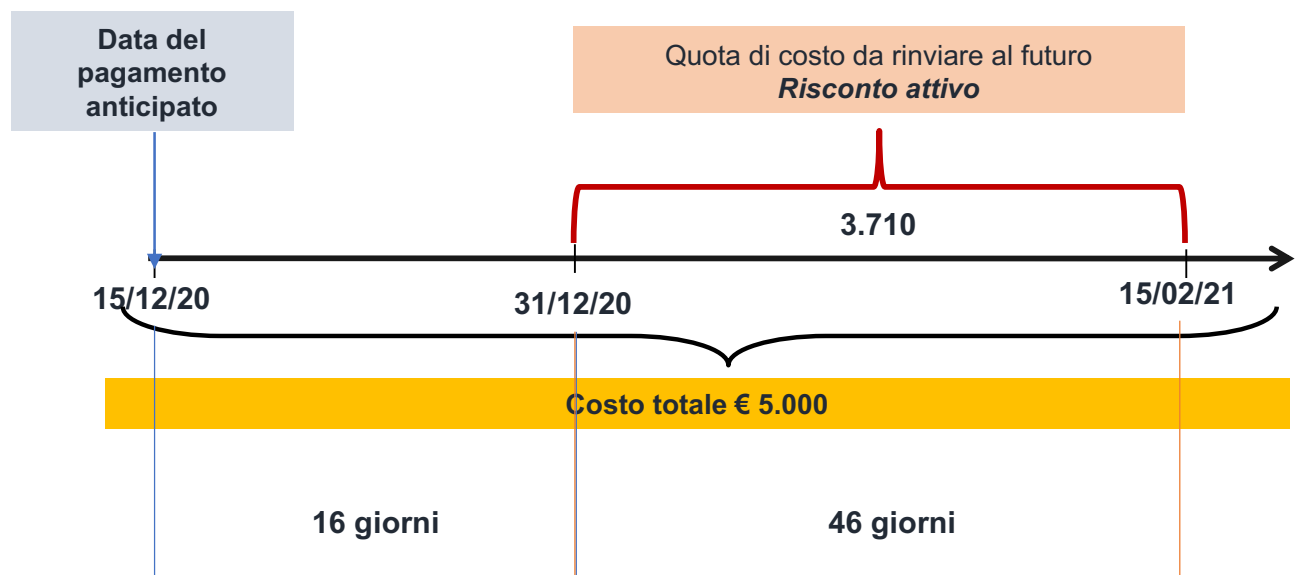 Data del
pagamento
anticipato
Quota di costo da rinviare al futuro
Risconto attivo
3.710
15/12/20
31/12/20
15/02/21
Costo totale € 5.000
16 giorni
46 giorni